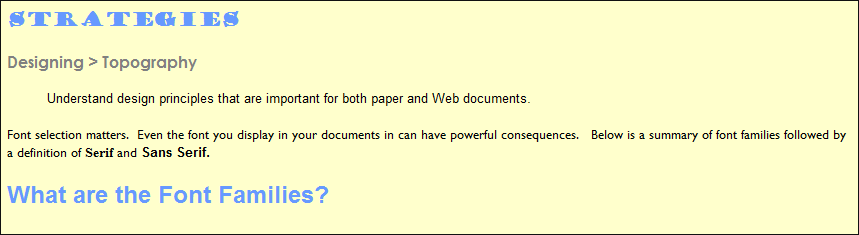 STRATEGIES
Designing > Topography
Understand design principles that are important for both paper and Web documents.
Font selection matters.  Even the font you display in your documents in can have powerful consequences.   Below is a summary of font families followed by
a definition of Serif and Sans Serif.
What are the Font Families?